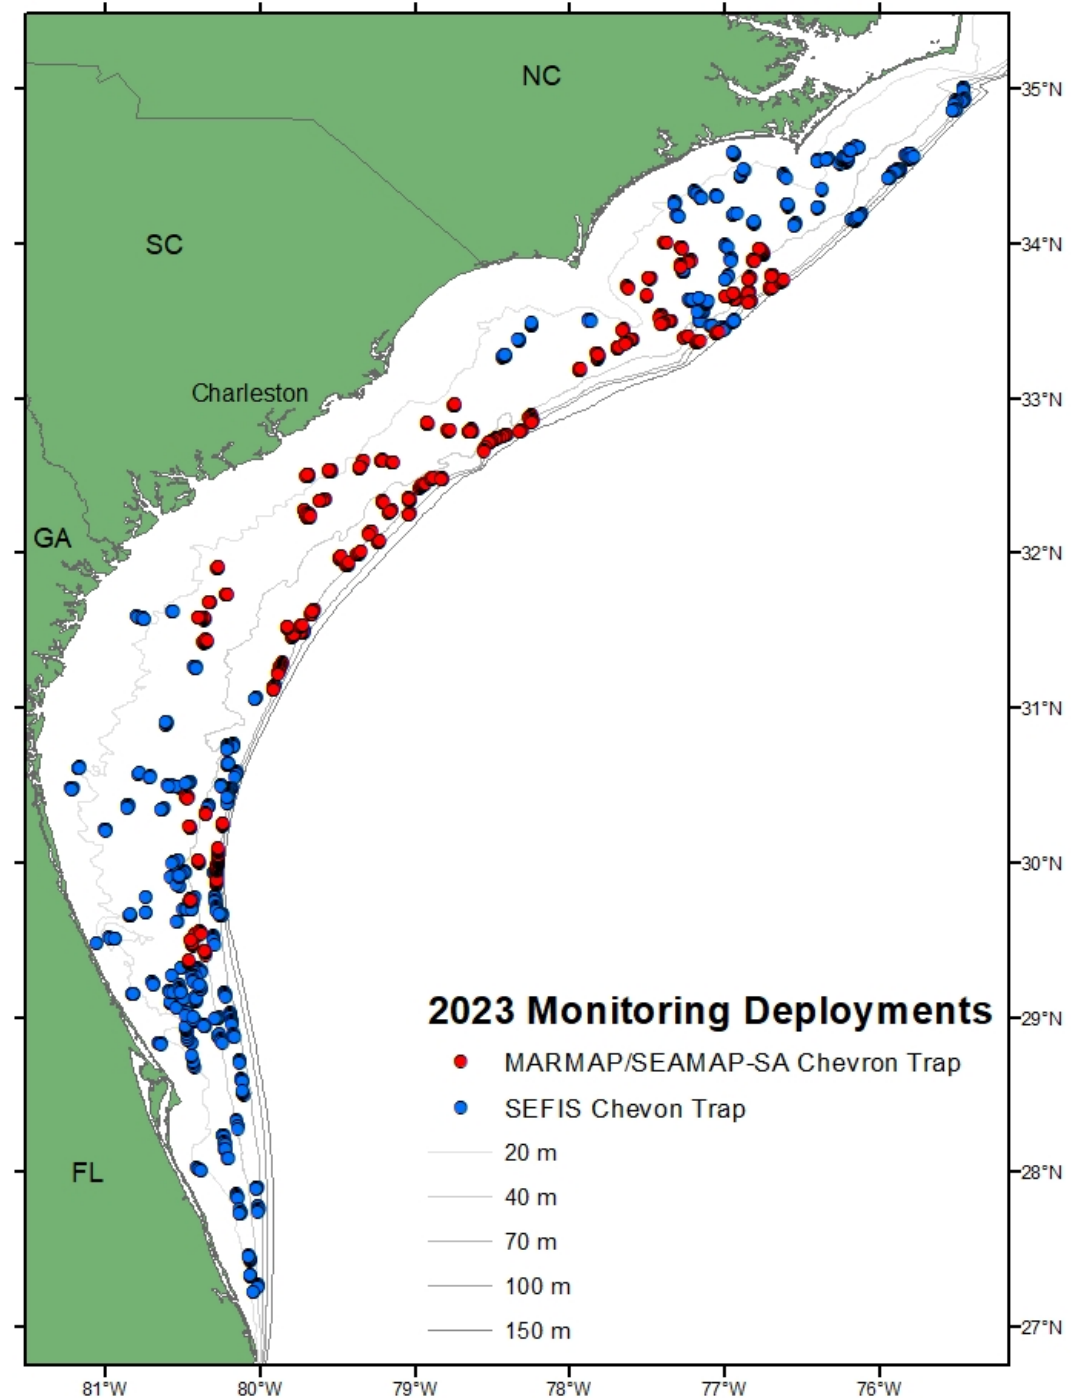 NC
35°N
SC
34°N
Charleston
33°N
GA
32°N
31°N
30°N
2023 Monitoring Deployments
29°N
MARMAP/SEAMAP-SA Chevron Trap
SEFIS Chevon Trap
20 m
FL
28°N
40 m
70 m
100 m
150 m
27°N
81°W 80°W 79°W 78°W 77°W 76°W